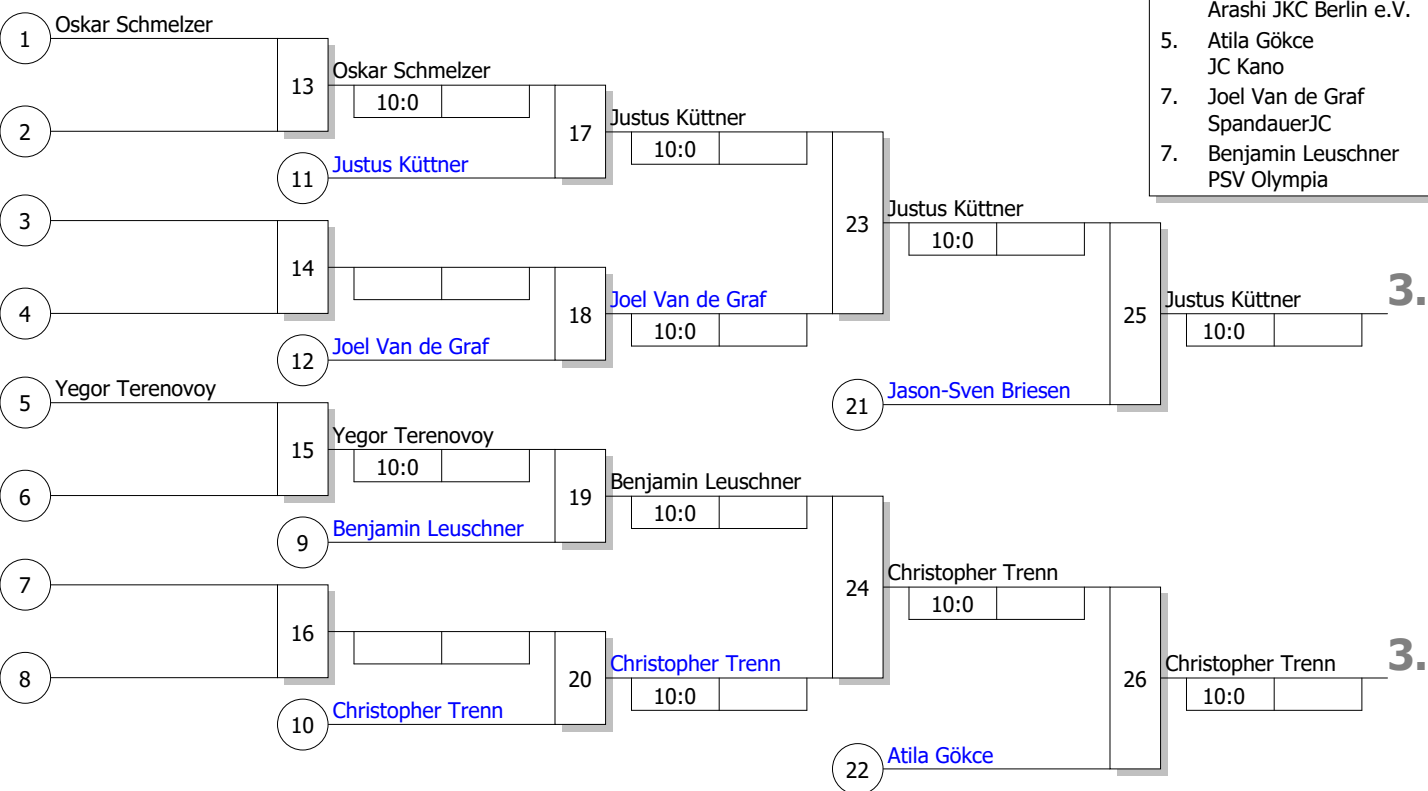 Arashi JKC Berlin e.V.
5. Atila Gökce
JC Kano
7. Joel Van de Graf
SpandauerJC
7. Benjamin Leuschner
PSV Olympia
1 Oskar Schmelzer
13 Oskar Schmelzer
10:0
2
17 Justus Küttner
10:0
11 Justus Küttner
3
23 Justus Küttner
10:0
14
4
18 Joel Van de Graf
10:0
12 Joel Van de Graf
25 Justus Küttner 3.
10:0
5 Yegor Terenovoy
21 Jason-Sven Briesen
15 Yegor Terenovoy
10:0
6
19 Benjamin Leuschner
10:0
9 Benjamin Leuschner
7
24 Christopher Trenn
10:0
16
8
20 Christopher Trenn
10:0
10 Christopher Trenn
26 Christopher Trenn 3.
10:0
22 Atila Gökce